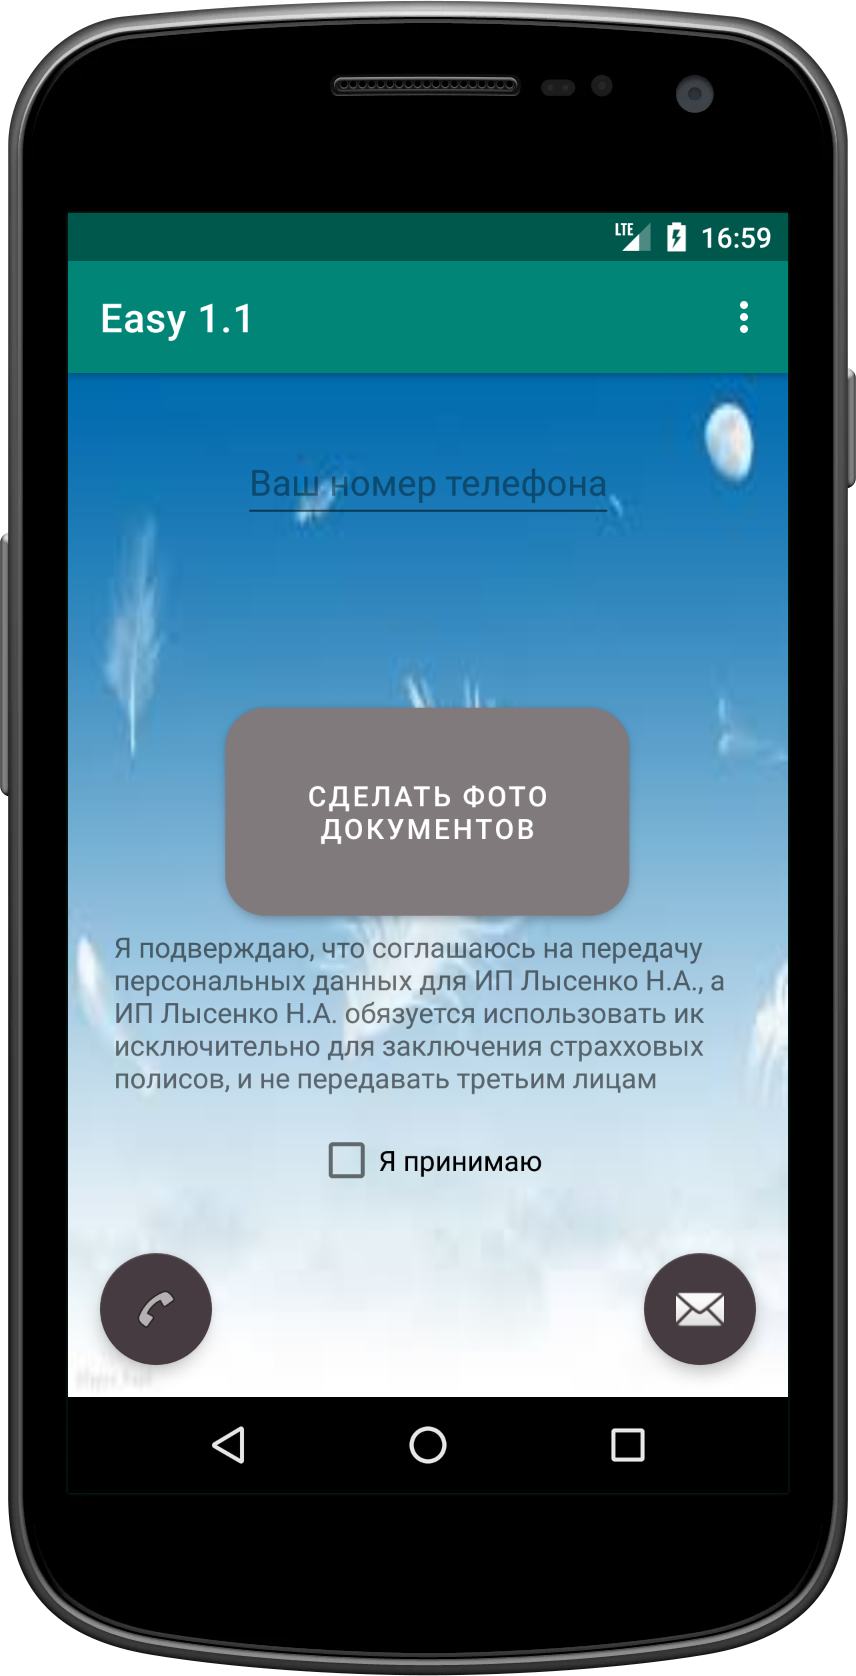 LTE 16:59
Easy 1.1
Ваш номер телефона
СДЕЛАТЬ ФОТО
ДОКУМЕНТОВ
Я подверждаю, что соглашаюсь на передачу
персональных данных для ИП Лысенко Н.А., а
ИП Лысенко Н.А. обязуется использовать ик
исключительно для заключения страхховых
полисов, и не передавать третьим лицам
Я принимаю